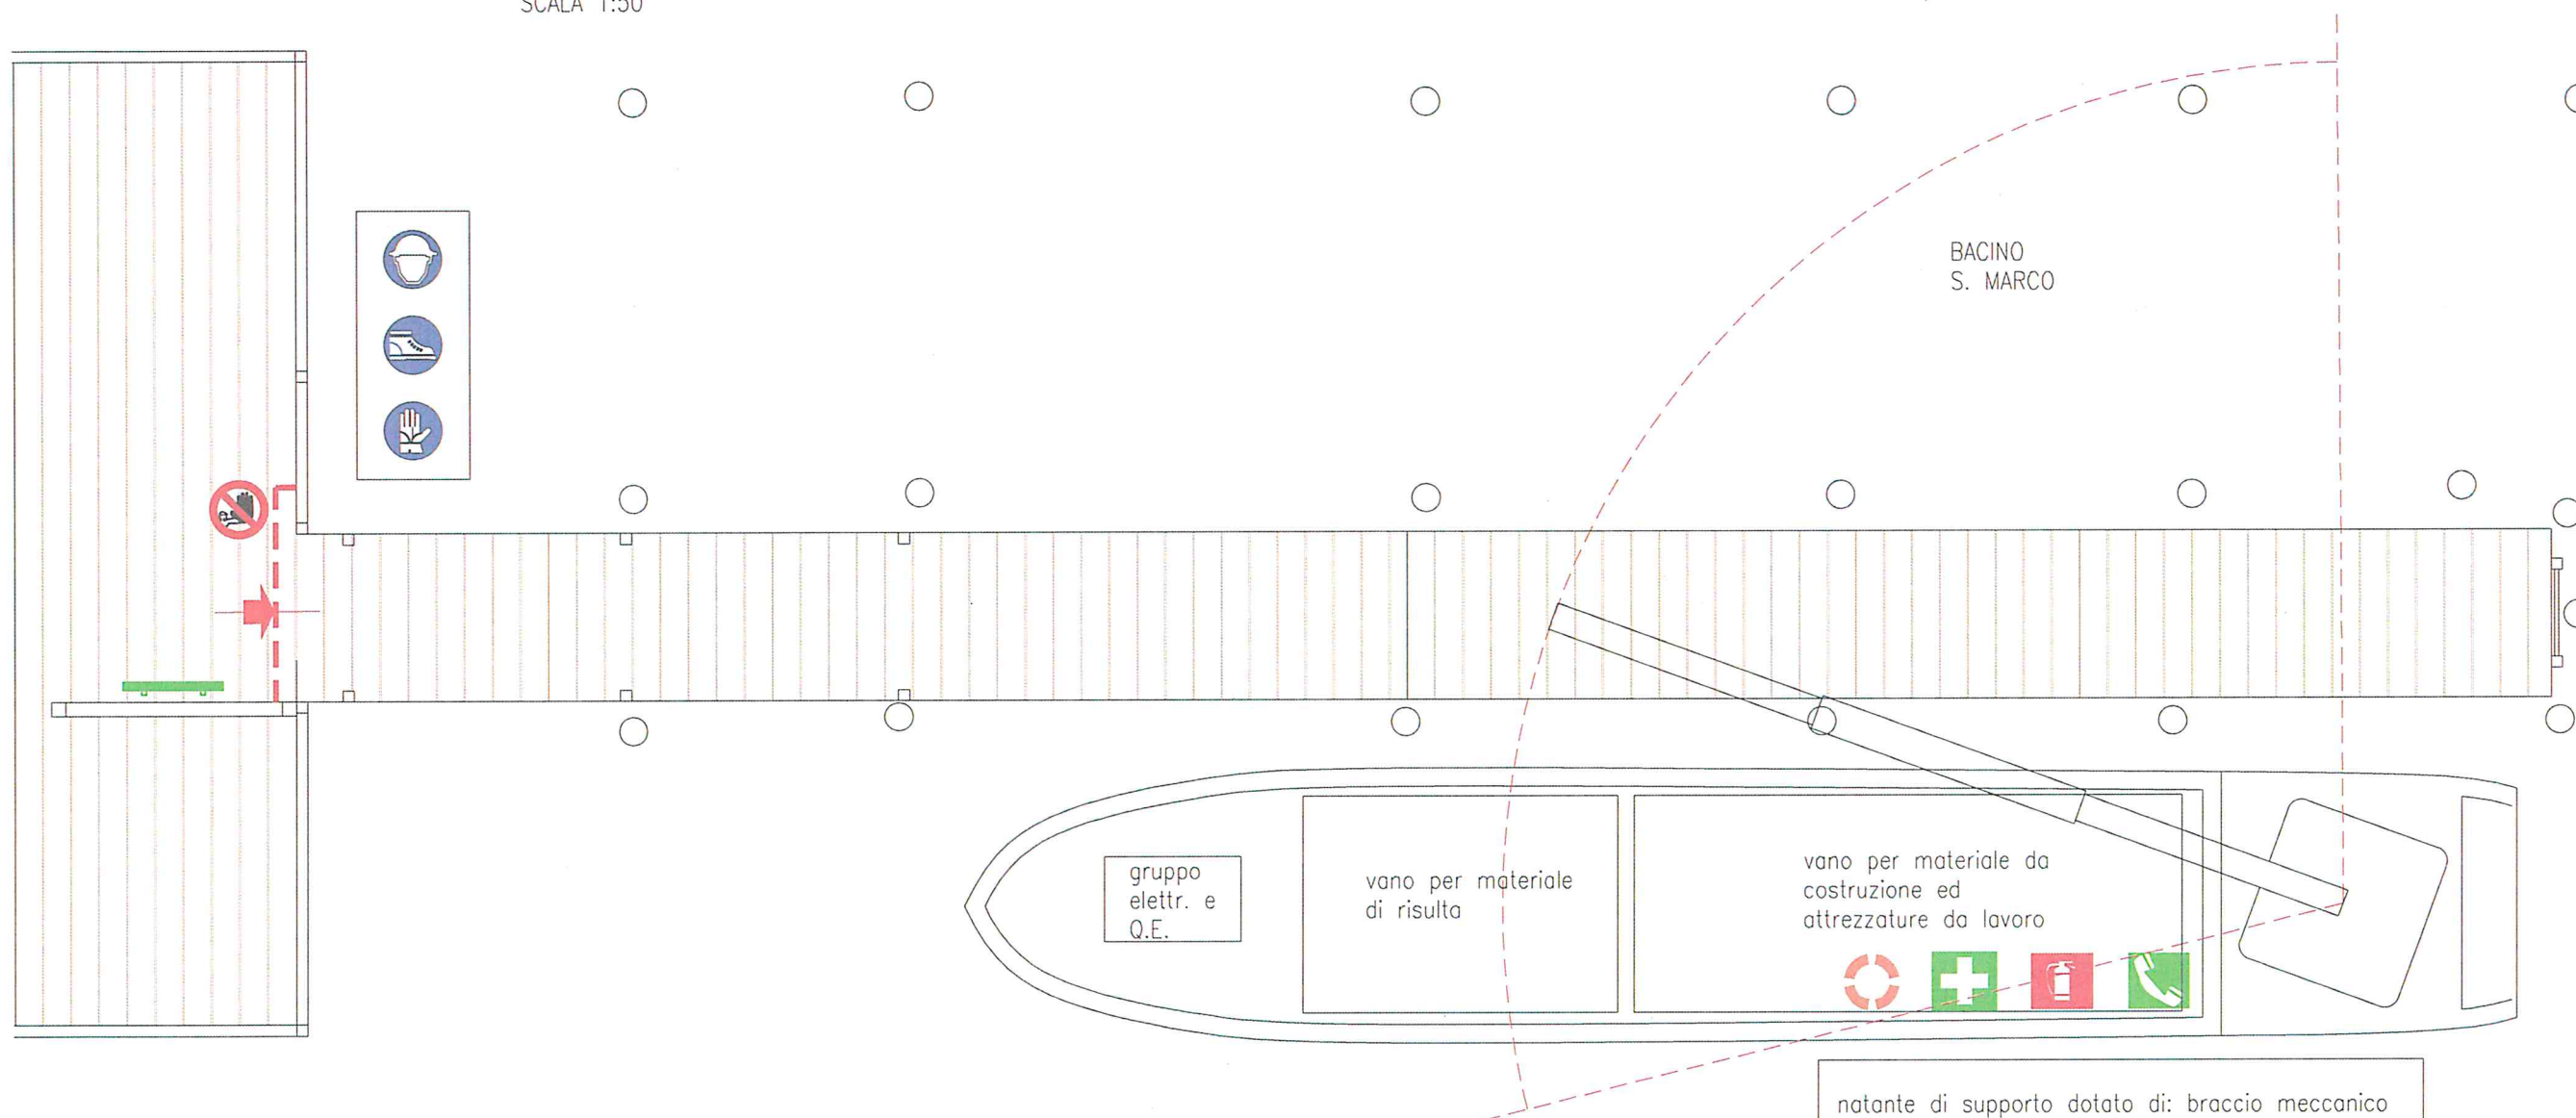 SCALA 1:50
BACINO
S. MARCO
gruppo
elettr. e
Q.E.
vano per materiale
di risulta
vano per materiale da
costruzione ed
attrezzature da lavoro
natante di supporto dotato di: braccio meccanico